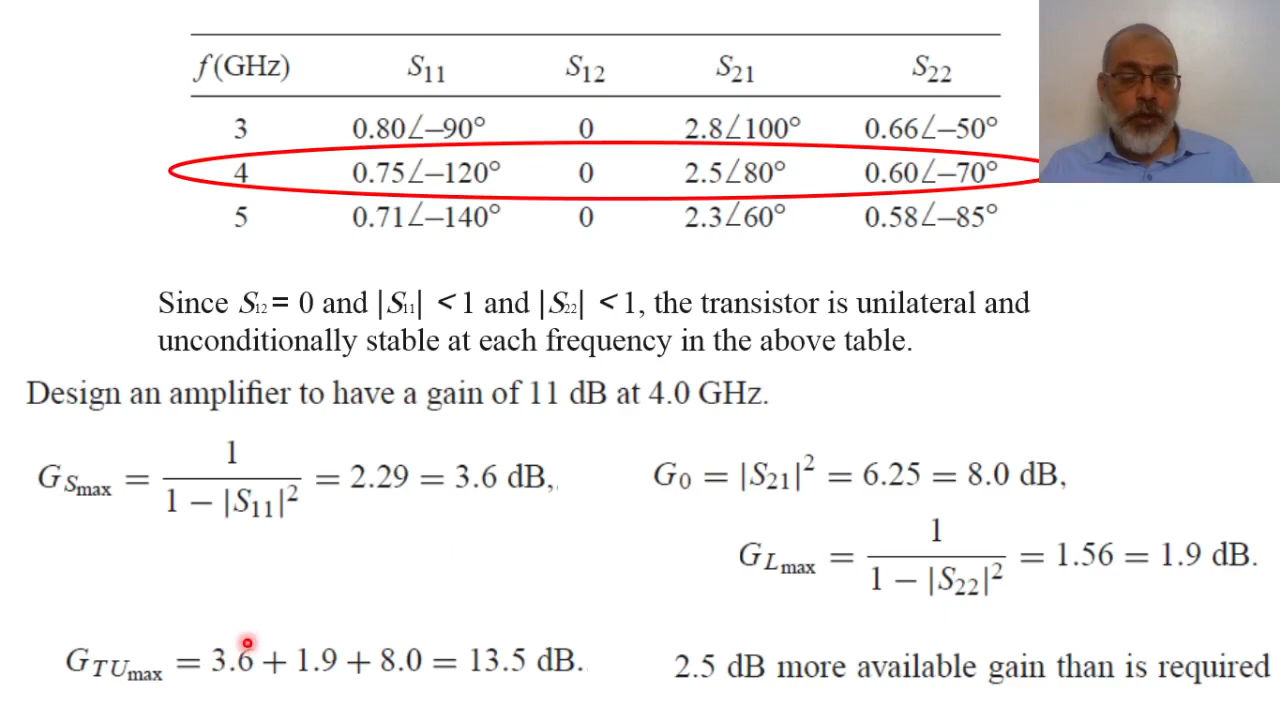 f(GHz) S11 S12 S21 S22
3 0.80∠–90° 0 2.8∠100° 0.66∠–50°
4 0.75∠–120° 0 2.5∠80° 0.60∠–70°
5 0.71∠–140° 0 2.3∠60° 0.58∠–85°
Since S12 = 0 and |S11| < 1 and |S22| < 1, the transistor is unilateral and
unconditionally stable at each frequency in the above table.
Design an amplifier to have a gain of 11 dB at 4.0 GHz.
G_Smax = 1 / (1 − |S11|²) = 2.29 = 3.6 dB,
G0 = |S21|² = 6.25 = 8.0 dB,
G_Lmax = 1 / (1 − |S22|²) = 1.56 = 1.9 dB.
G_TUmax = 3.6 + 1.9 + 8.0 = 13.5 dB.
2.5 dB more available gain than is required